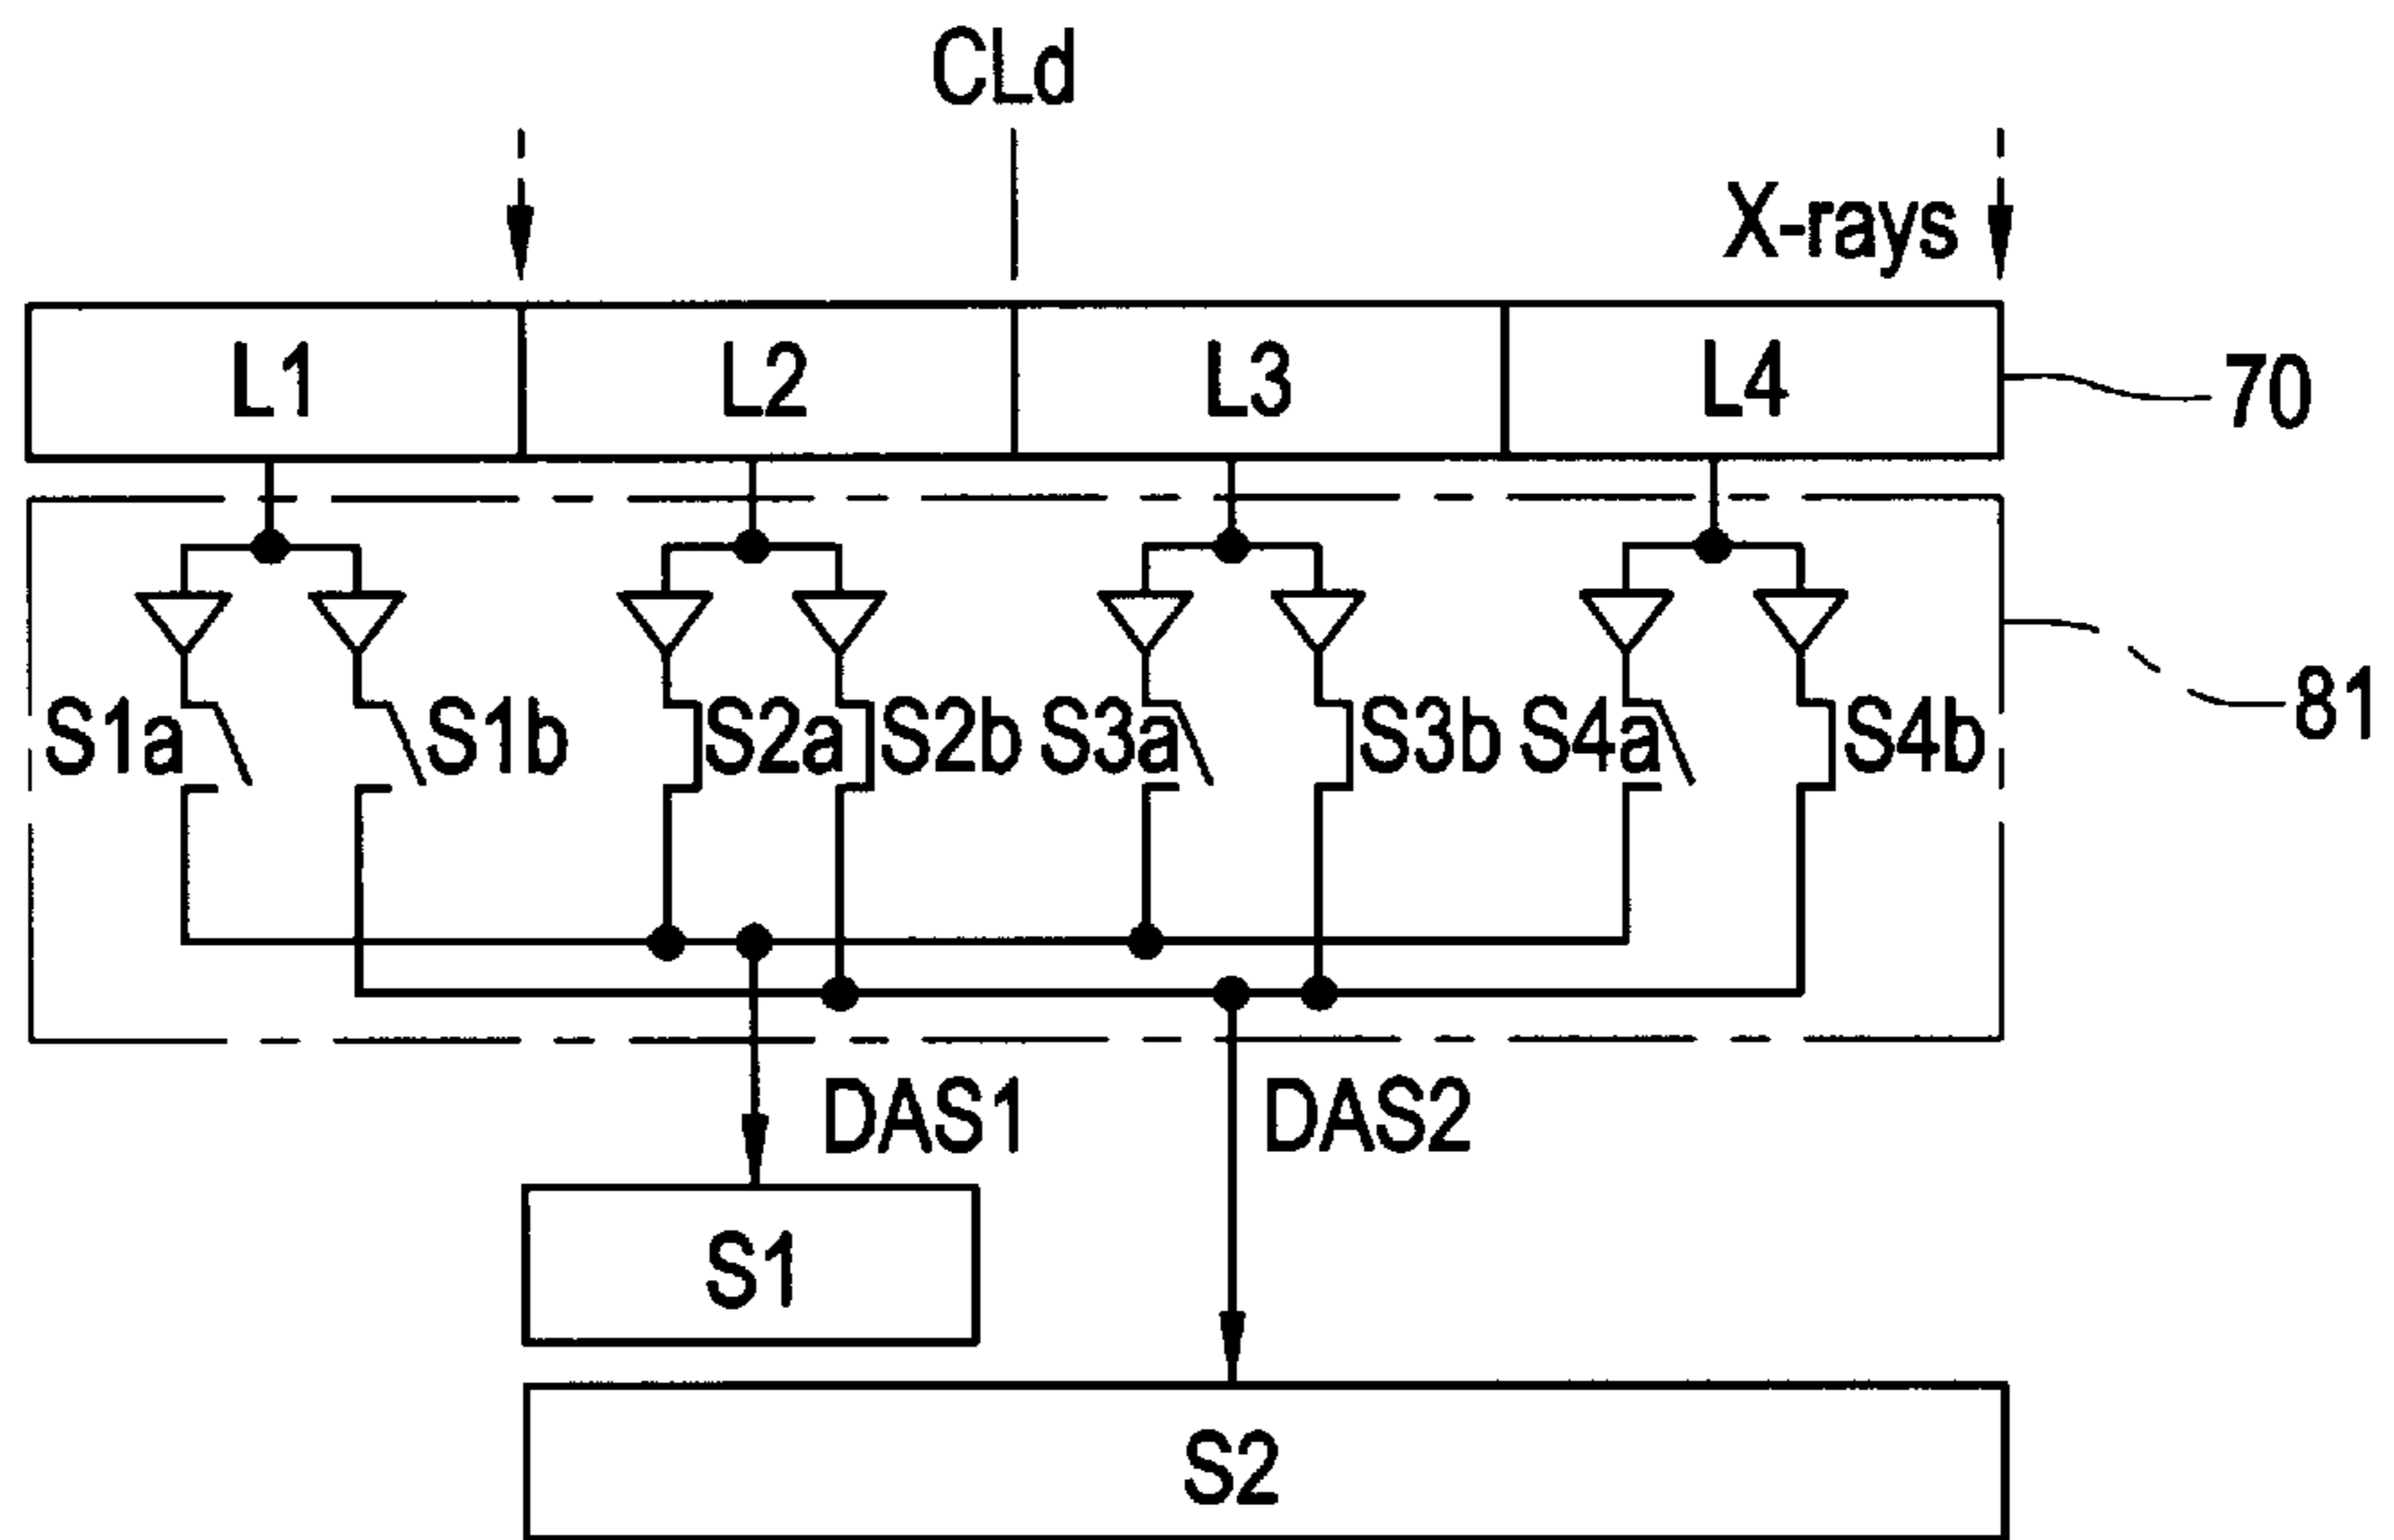 CLd
X-rays
L1 L2 L3 L4 70
S1a S1b S2a S2b S3a S3b S4a S4b 81
DAS1 DAS2
S1
S2